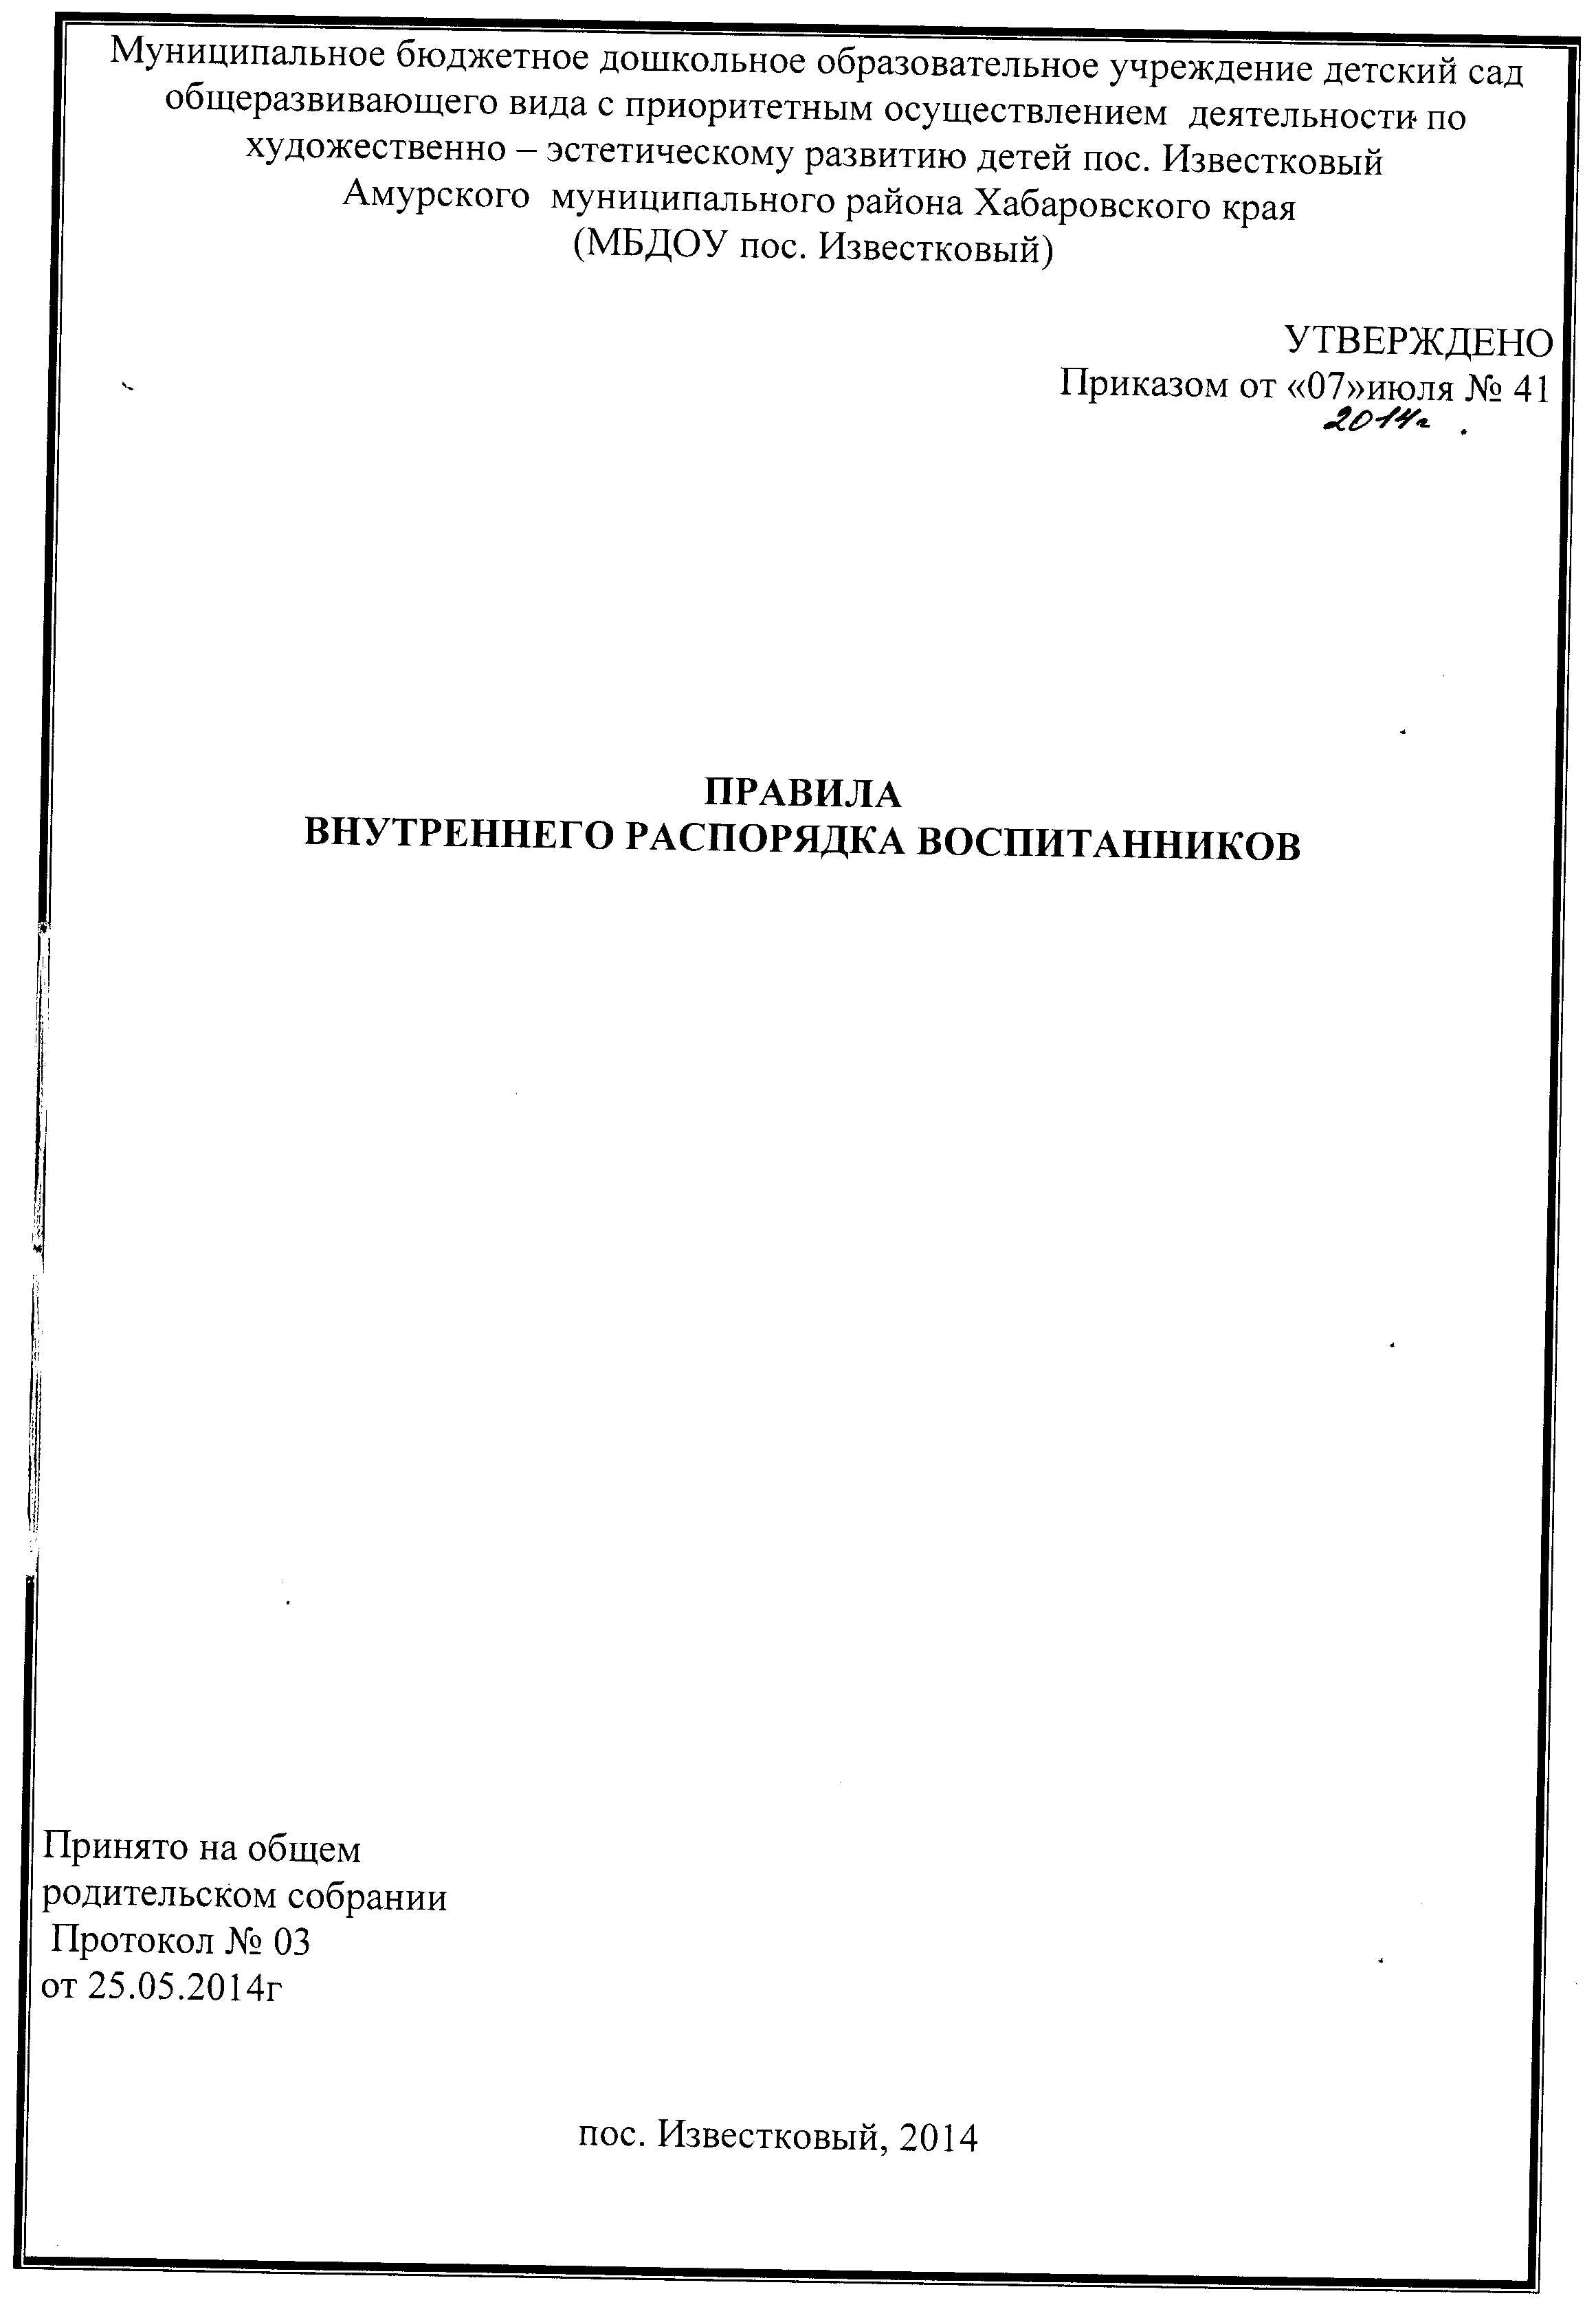 Муниципальное бюджетное дошкольное образовательное учреждение детский сад
общеразвивающего вида с приоритетным осуществлением деятельности по
художественно – эстетическому развитию детей пос. Известковый
Амурского муниципального района Хабаровского края
(МБДОУ пос. Известковый)
УТВЕРЖДЕНО
Приказом от «07»июля № 41
2014г.
ПРАВИЛА
ВНУТРЕННЕГО РАСПОРЯДКА ВОСПИТАННИКОВ
Принято на общем
родительском собрании
Протокол № 03
от 25.05.2014г
пос. Известковый, 2014